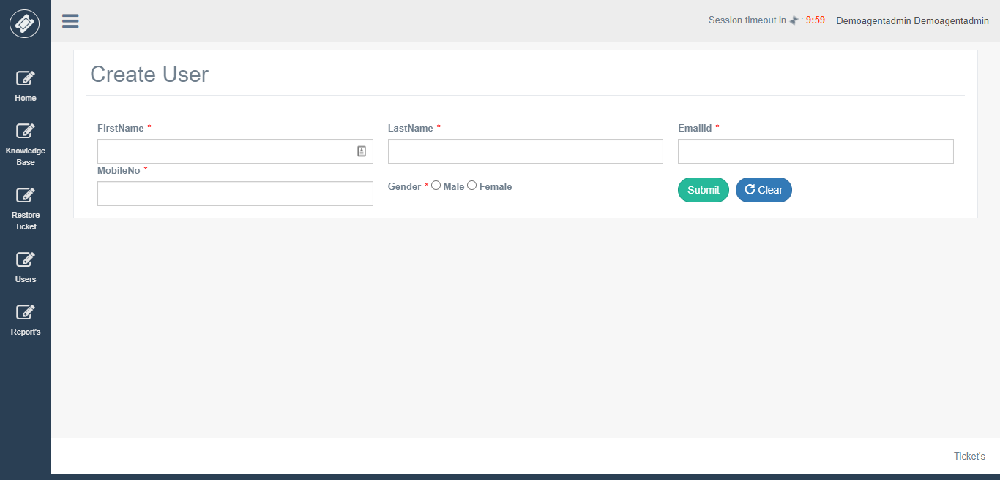 Session timeout in : 9:59 Demoagentadmin Demoagentadmin
Home
Knowledge
Base
Restore
Ticket
Users
Report's
Create User
FirstName * LastName * EmailId *
MobileNo *
Gender * Male Female Submit Clear
Ticket's